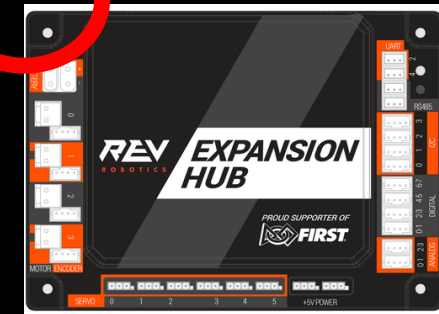 UART
2
4
RS485
+
-
0
1
2
3
MOTOR ENCODER
REV
ROBOTICS
EXPANSION
HUB
PROUD SUPPORTER OF
FIRST
3
2
1
0
I2C
67
45
23
01
DIGITAL
23
01
ANALOG
SERVO 0 1 2 3 4 5 +5V POWER